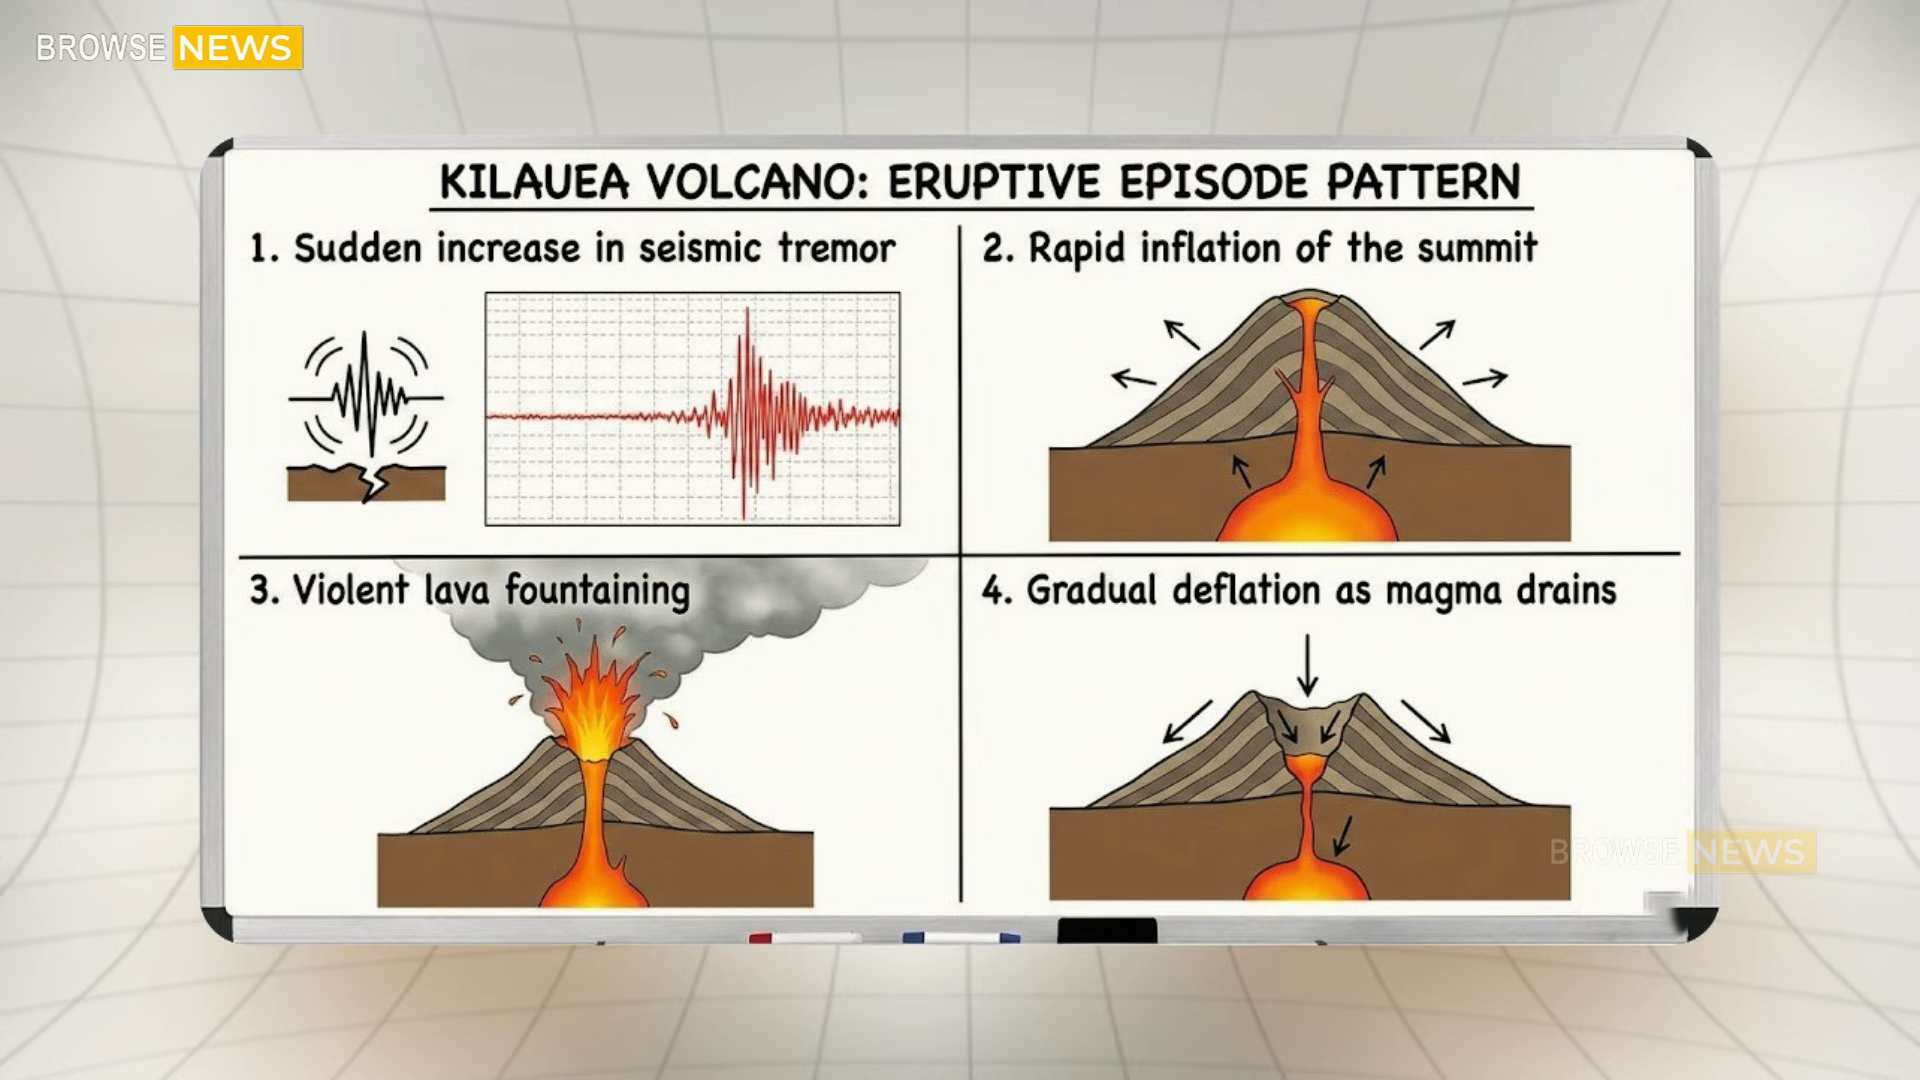 BROWSE NEWS
KILAUEA VOLCANO: ERUPTIVE EPISODE PATTERN
1. Sudden increase in seismic tremor
2. Rapid inflation of the summit
3. Violent lava fountaining
4. Gradual deflation as magma drains
BROWSE NEWS